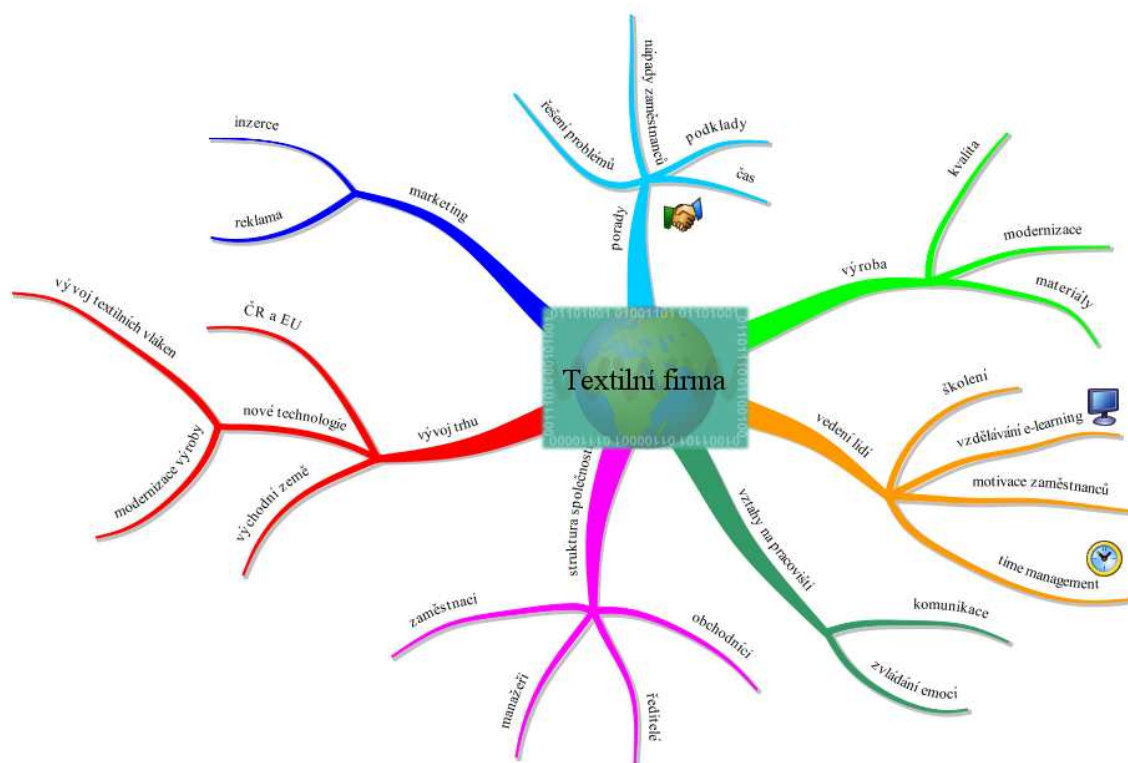 Textilní firma
porady
řešení problémů
nápady zaměstnanců
podklady
čas
výroba
kvalita
modernizace
materiály
vedení lidí
školení
vzdělávání e-learning
motivace zaměstnanců
time management
vztahy na pracovišti
komunikace
zvládání emocí
struktura společnosti
obchodníci
ředitelé
manažeři
zaměstnaci
vývoj trhu
východní země
nové technologie
modernizace výroby
vývoj textilních vláken
ČR a EU
marketing
reklama
inzerce